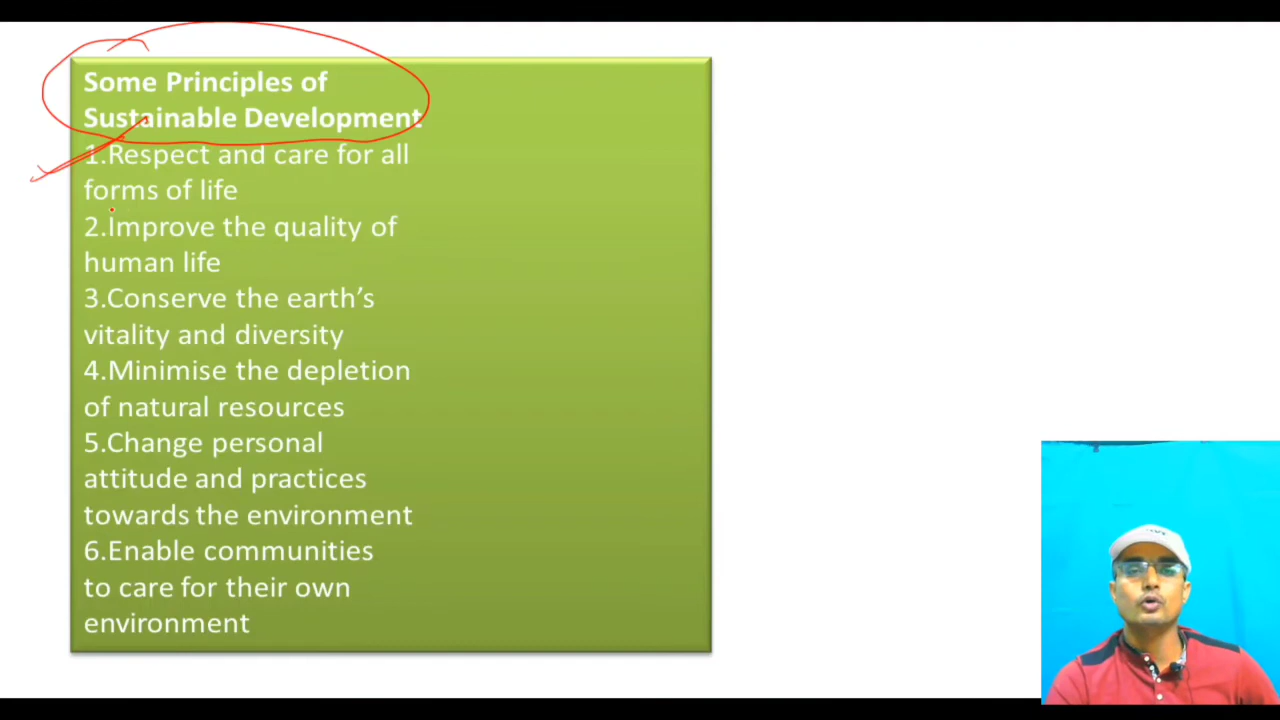 Some Principles of
Sustainable Development
1.Respect and care for all
forms of life
2.Improve the quality of
human life
3.Conserve the earth’s
vitality and diversity
4.Minimise the depletion
of natural resources
5.Change personal
attitude and practices
towards the environment
6.Enable communities
to care for their own
environment